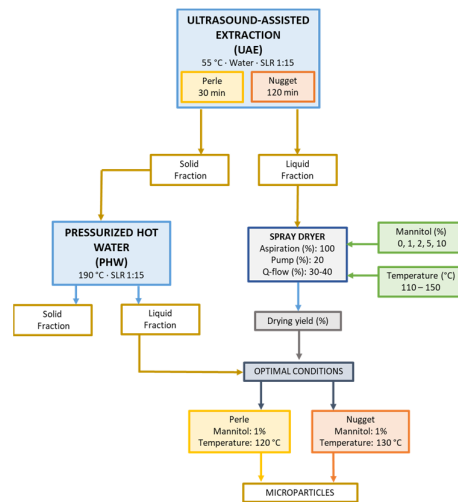 ULTRASOUND-ASSISTED
EXTRACTION
(UAE)
55 °C · Water · SLR 1:15
Perle
30 min
Nugget
120 min
Solid
Fraction
Liquid
Fraction
PRESSURIZED HOT
WATER
(PHW)
190 °C · SLR 1:15
SPRAY DRYER
Aspiration (%): 100
Pump (%): 20
Q-flow (%): 30-40
Mannitol (%)
0, 1, 2, 5, 10
Temperature (°C)
110 – 150
Solid
Fraction
Liquid
Fraction
Drying yield (%)
OPTIMAL CONDITIONS
Perle
Mannitol: 1%
Temperature: 120 °C
Nugget
Mannitol: 1%
Temperature: 130 °C
MICROPARTICLES